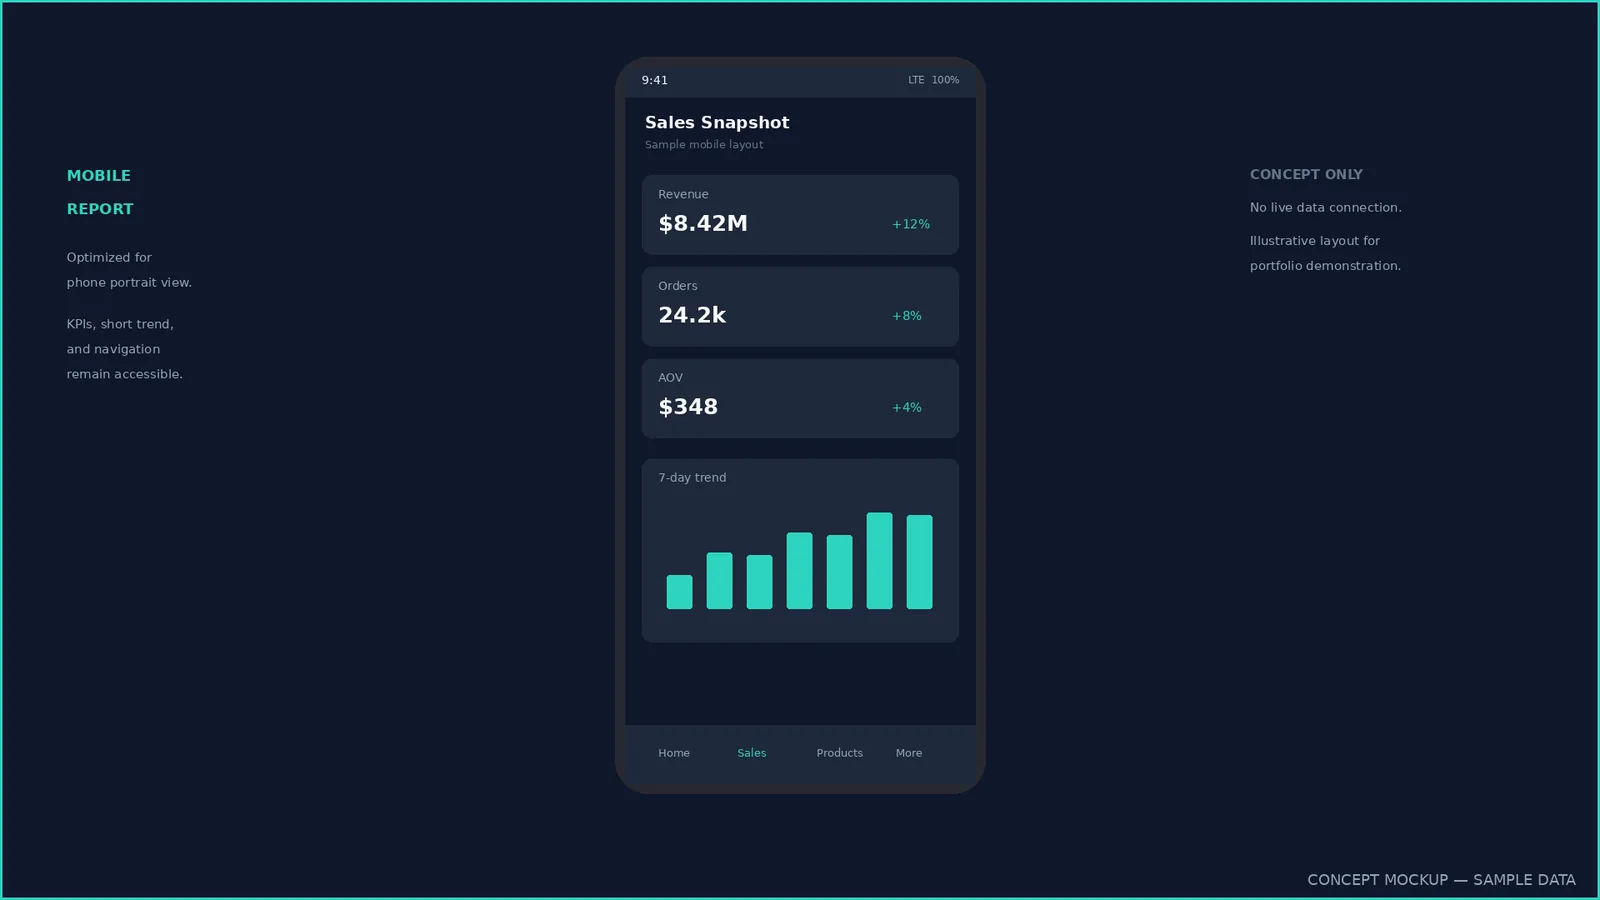 MOBILE
REPORT
Optimized for
phone portrait view.
KPIs, short trend,
and navigation
remain accessible.
9:41
LTE 100%
Sales Snapshot
Sample mobile layout
Revenue
$8.42M
+12%
Orders
24.2k
+8%
AOV
$348
+4%
7-day trend
Home
Sales
Products
More
CONCEPT ONLY
No live data connection.
Illustrative layout for
portfolio demonstration.
CONCEPT MOCKUP — SAMPLE DATA